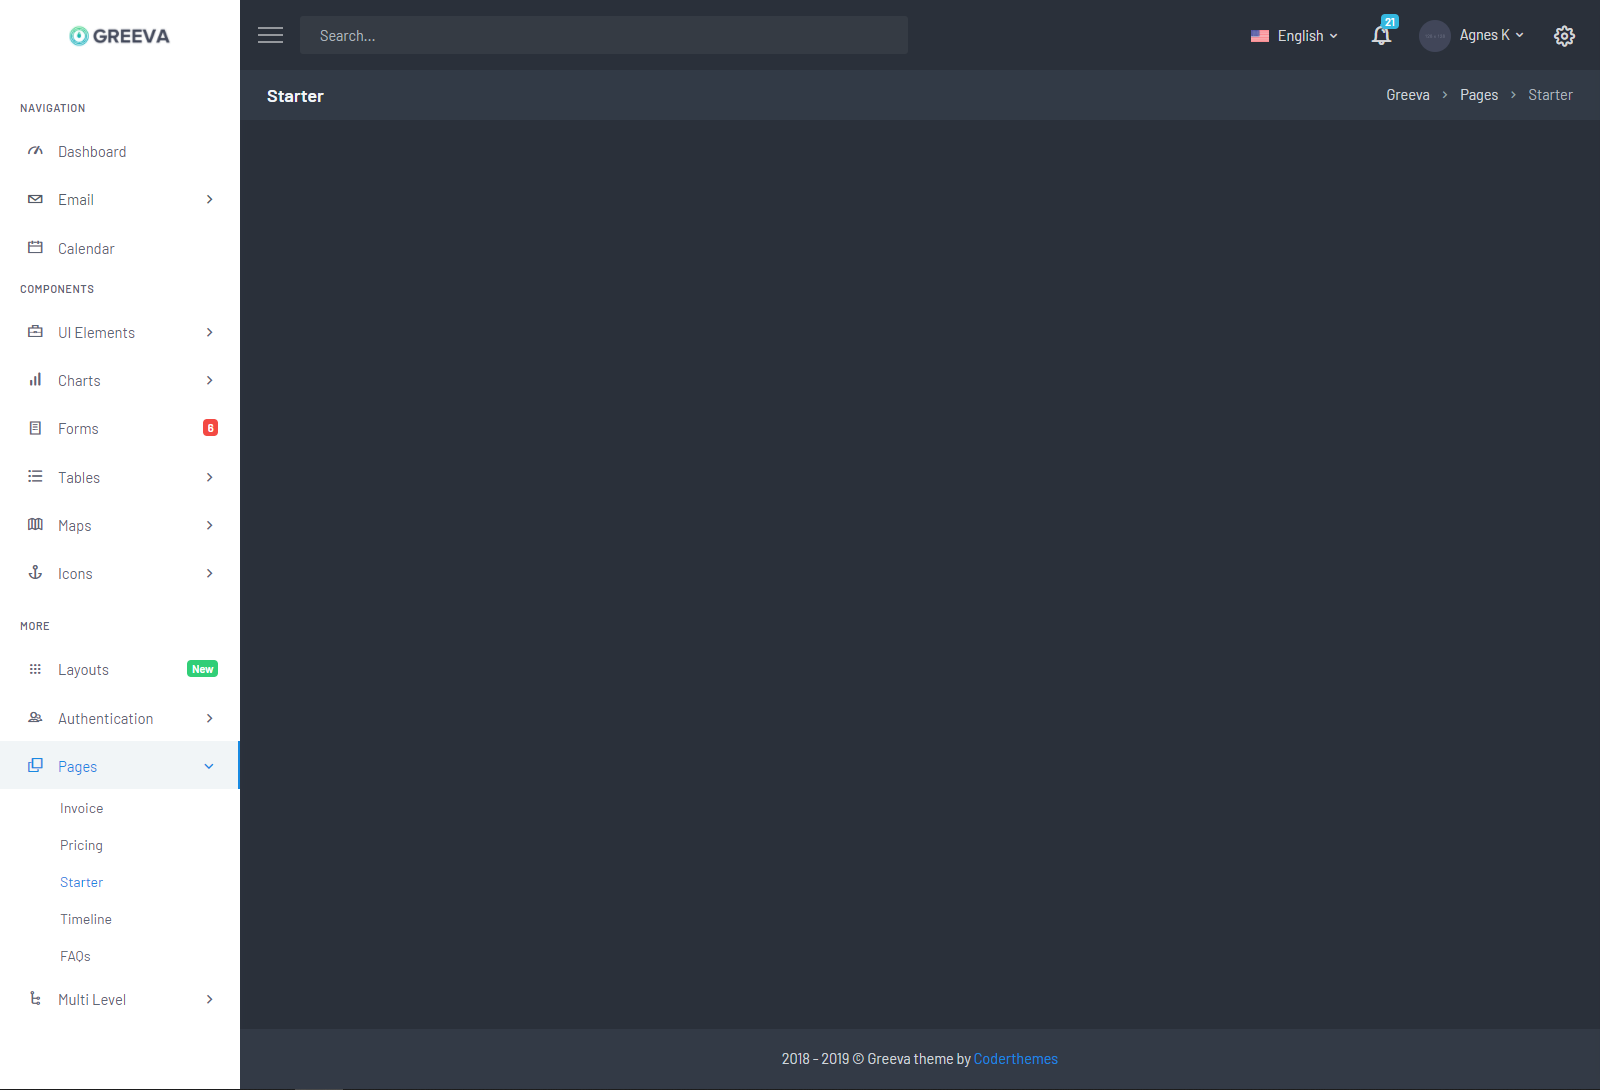 GREEVA
Search...
English
21
Agnes K
Starter
Greeva > Pages > Starter
NAVIGATION
Dashboard
Email
Calendar
COMPONENTS
UI Elements
Charts
Forms 6
Tables
Maps
Icons
MORE
Layouts New
Authentication
Pages
Invoice
Pricing
Starter
Timeline
FAQs
Multi Level
2018 - 2019 © Greeva theme by Coderthemes